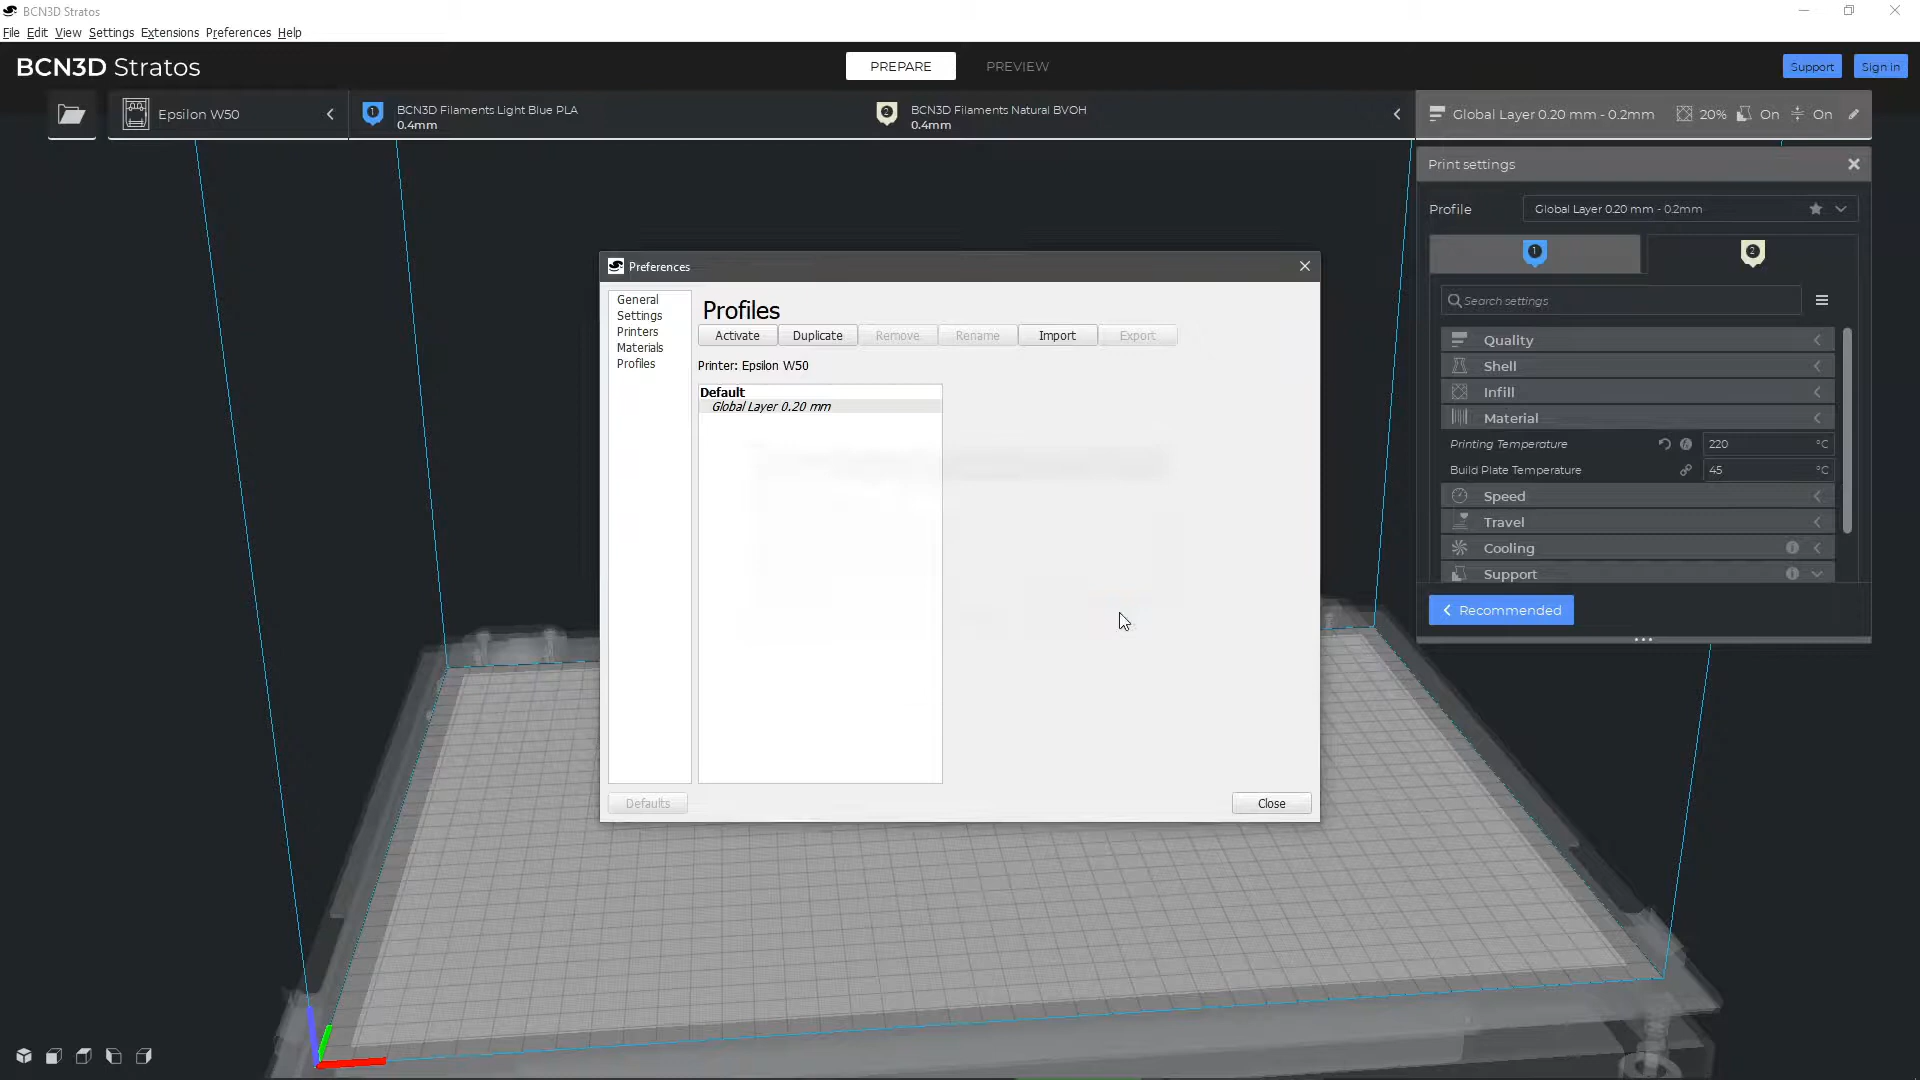 BCN3D Stratos
File Edit View Settings Extensions Preferences Help
BCN3D Stratos
PREPARE
PREVIEW
Support
Sign in
Epsilon W50
1
BCN3D Filaments Light Blue PLA
0.4mm
2
BCN3D Filaments Natural BVOH
0.4mm
Global Layer 0.20 mm - 0.2mm
20%
On
On
Print settings
Profile
Global Layer 0.20 mm - 0.2mm
1
2
Search settings
Quality
Shell
Infill
Material
Printing Temperature
220
°C
Build Plate Temperature
45
°C
Speed
Travel
Cooling
Support
Recommended
Preferences
General
Settings
Printers
Materials
Profiles
Profiles
Activate
Duplicate
Remove
Rename
Import
Export
Printer: Epsilon W50
Default
Global Layer 0.20 mm
Defaults
Close